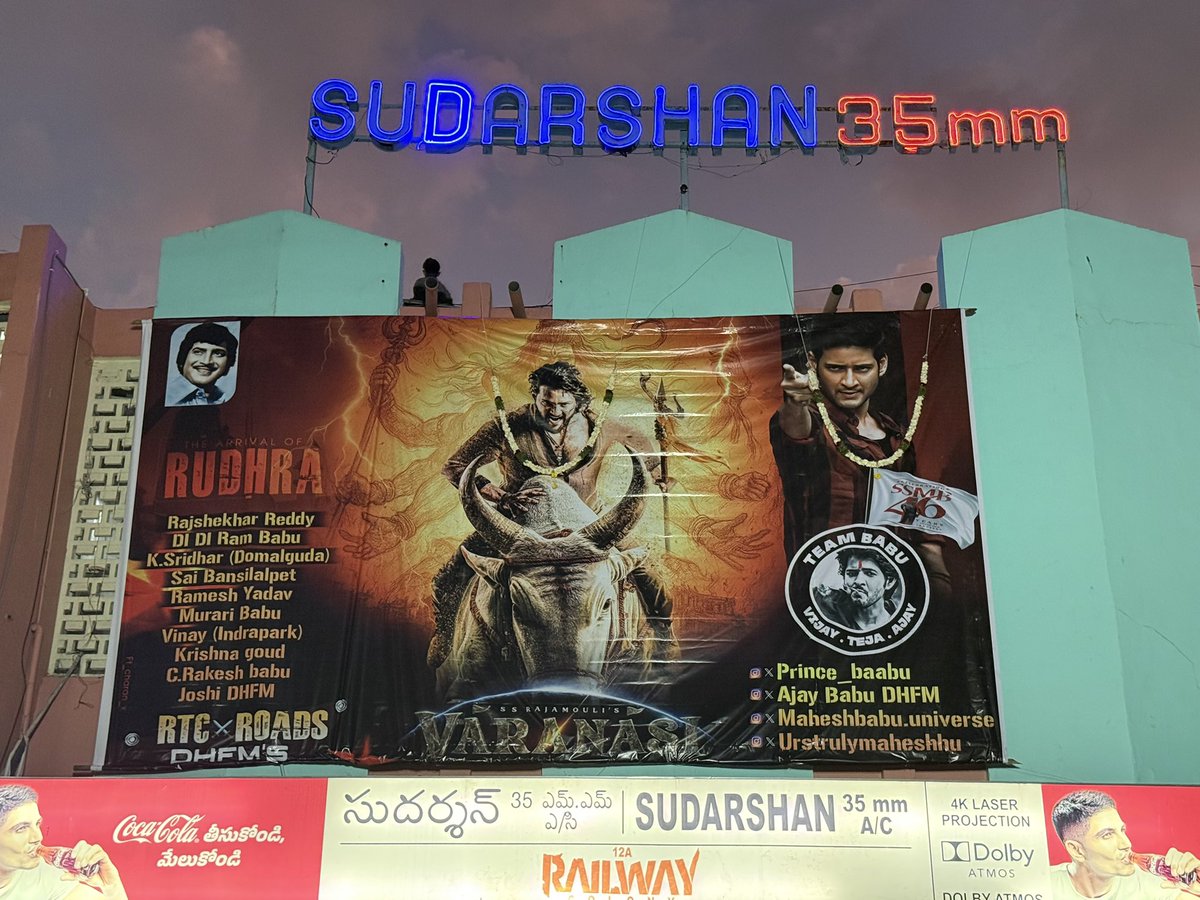 SUDARSHAN 35mm
THE ARRIVAL OF
RUDHRA
Rajshekhar Reddy
DI DI Ram Babu
K.Sridhar (Domalguda)
Sai Bansilalpet
Ramesh Yadav
Murari Babu
Vinay (Indrapark)
Krishna goud
C.Rakesh babu
Joshi DHFM
RTC X ROADS
DHFM'S
SS RAJAMOULI'S
VARANASI
SSMB
46
YEARS
TEAM BABU
VIJAY . TEJA . AJAY
Prince_baabu
Ajay Babu DHFM
Maheshbabu.universe
Urstrulymaheshhu
Coca-Cola తీసుకోండి,
మేలుకోండి
సుదర్శన్ 35 ఎమ్.ఎమ్
ఎ/సి
SUDARSHAN 35 mm
A/C
12A
RAILWAY
4K LASER
PROJECTION
Dolby
ATMOS
DOLBY ATMOS